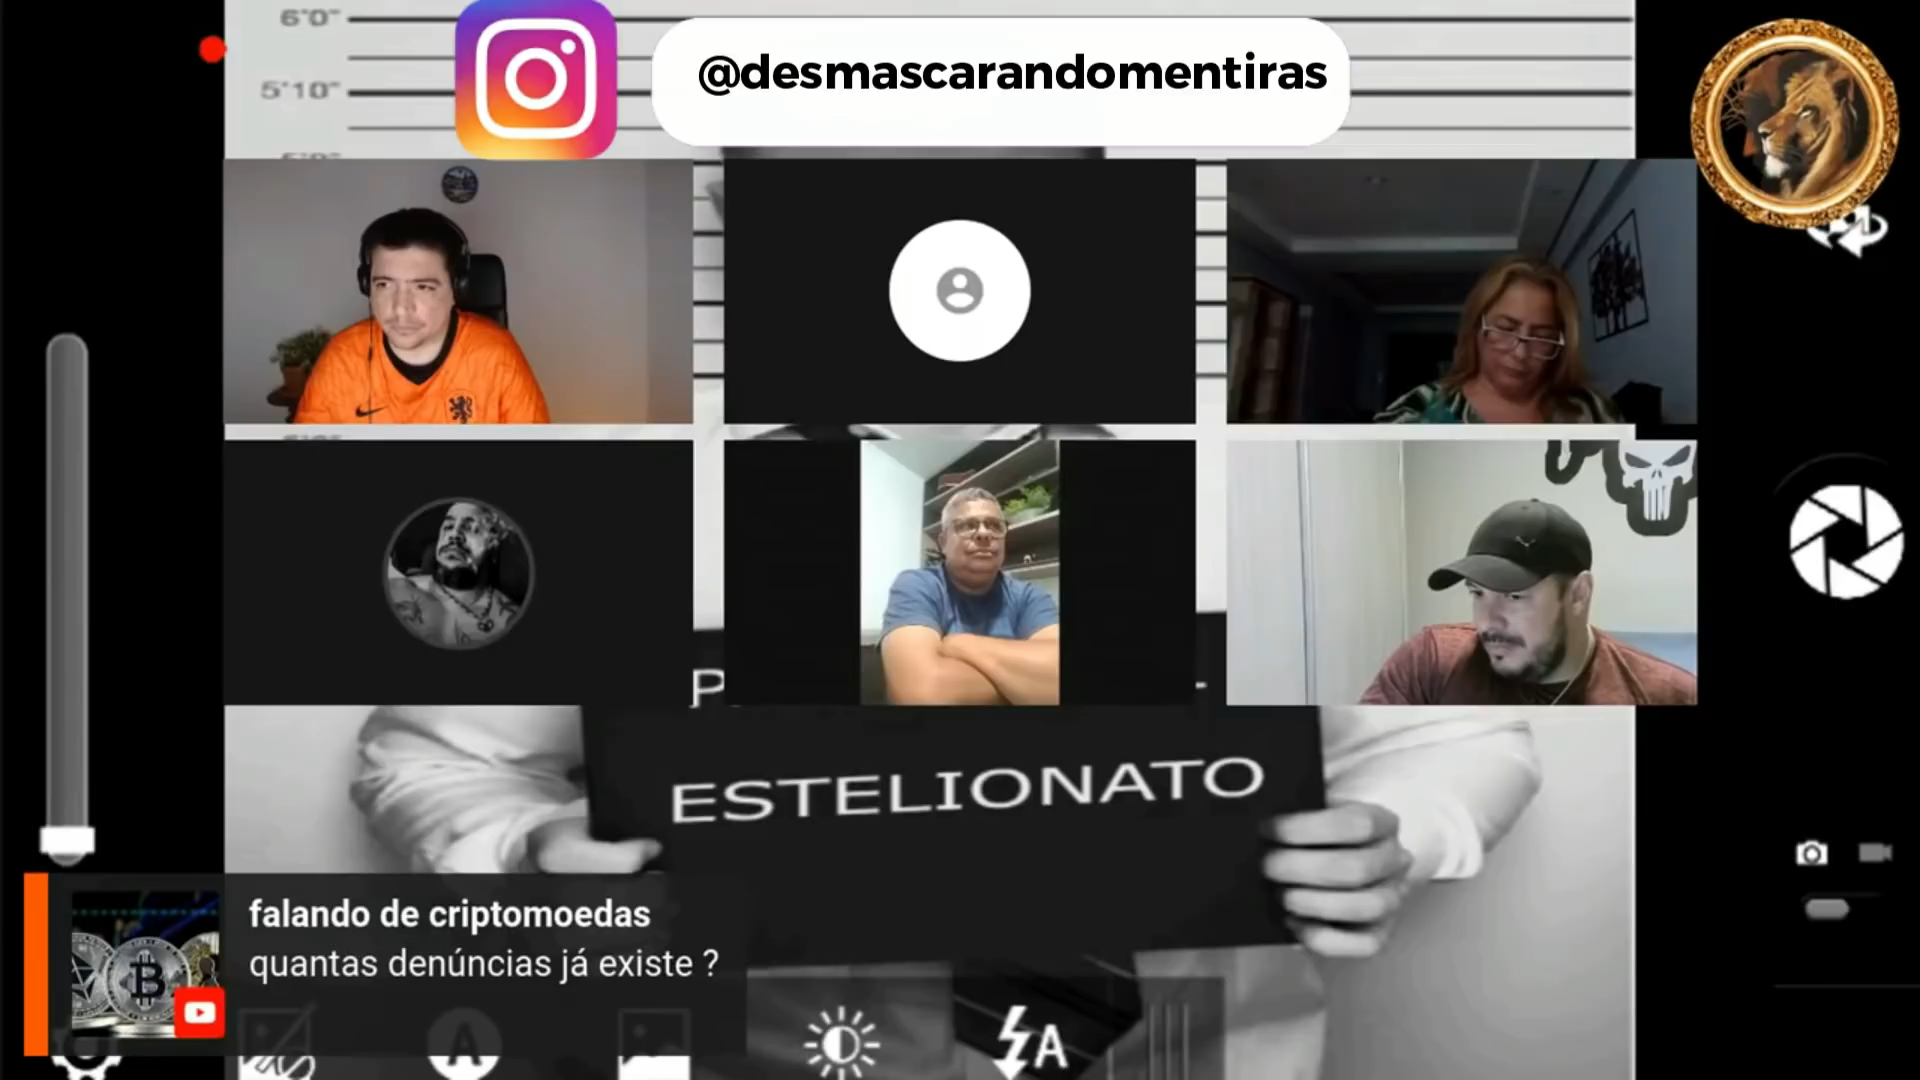 6'0"
@desmascarandomentiras
5'10"
P
ESTELIONATO
falando de criptomoedas
quantas denúncias já existe ?
A
A